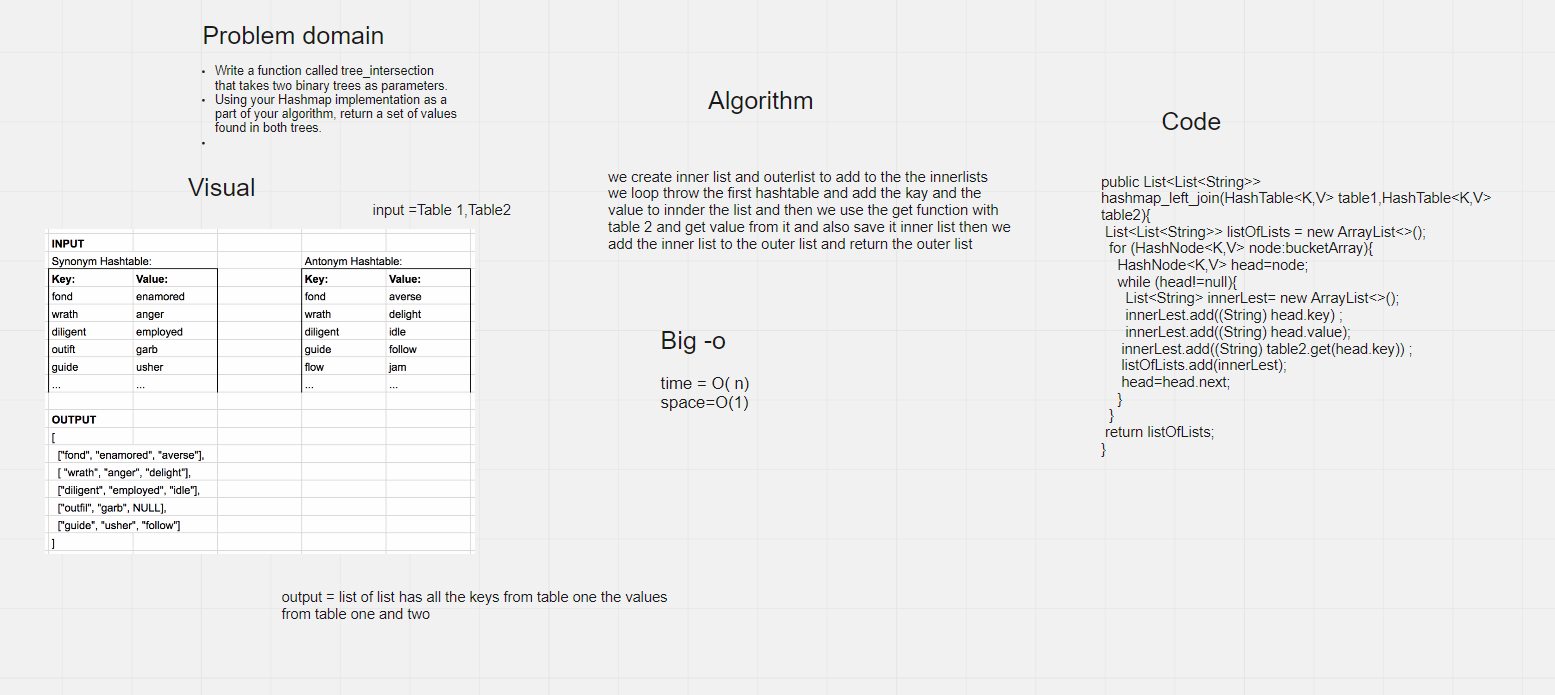 Problem domain
• Write a function called tree_intersection
that takes two binary trees as parameters.
• Using your Hashmap implementation as a
part of your algorithm, return a set of values
found in both trees.
•
Visual
input =Table 1,Table2
INPUT
Synonym Hashtable: Antonym Hashtable:
Key: Value: Key: Value:
fond enamored fond averse
wrath anger wrath delight
diligent employed diligent idle
outift garb guide follow
guide usher flow jam
... ... ... ...
OUTPUT
[
["fond", "enamored", "averse"],
[ "wrath", "anger", "delight"],
["diligent", "employed", "idle"],
["outfil", "garb", NULL],
["guide", "usher", "follow"]
]
output = list of list has all the keys from table one the values
from table one and two
Algorithm
we create inner list and outerlist to add to the the innerlists
we loop throw the first hashtable and add the kay and the
value to innder the list and then we use the get function with
table 2 and get value from it and also save it inner list then we
add the inner list to the outer list and return the outer list
Big -o
time = O( n)
space=O(1)
Code
public List<List<String>>
hashmap_left_join(HashTable<K,V> table1,HashTable<K,V>
table2){
List<List<String>> listOfLists = new ArrayList<>();
for (HashNode<K,V> node:bucketArray){
HashNode<K,V> head=node;
while (head!=null){
List<String> innerLest= new ArrayList<>();
innerLest.add((String) head.key) ;
innerLest.add((String) head.value);
innerLest.add((String) table2.get(head.key)) ;
listOfLists.add(innerLest);
head=head.next;
}
}
return listOfLists;
}